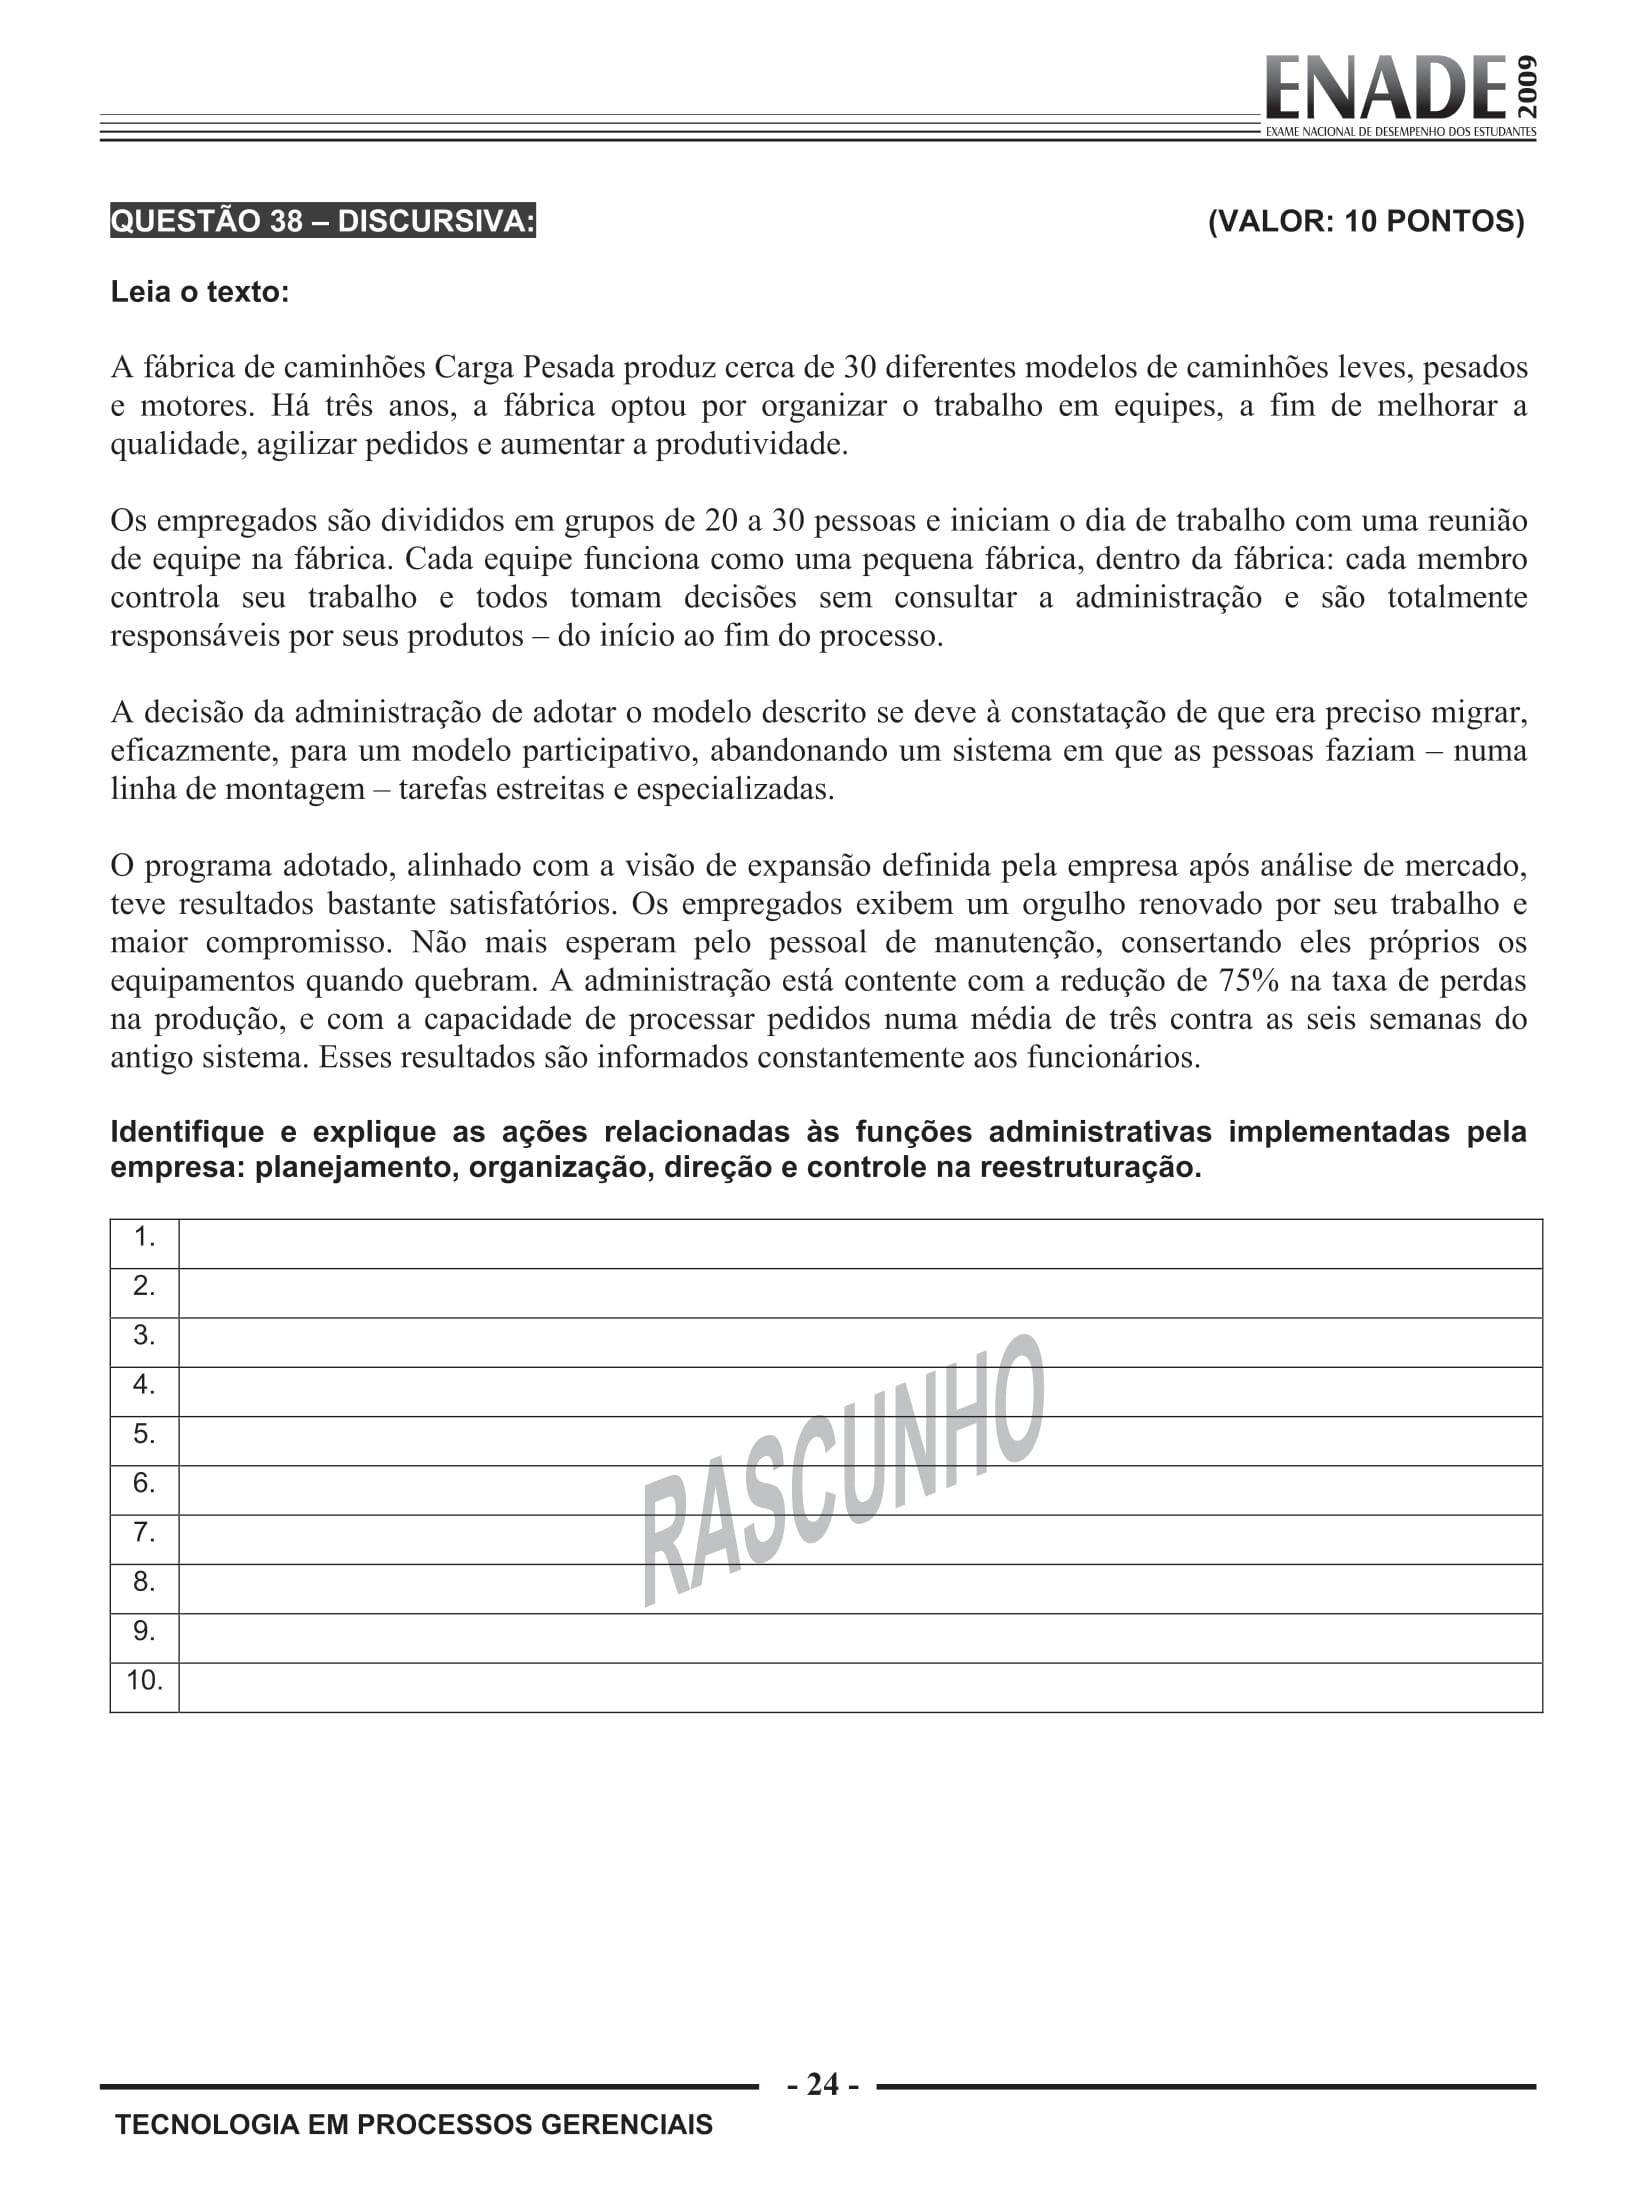 ENADE 2009
EXAME NACIONAL DE DESEMPENHO DOS ESTUDANTES
QUESTÃO 38 – DISCURSIVA: (VALOR: 10 PONTOS)
Leia o texto:
A fábrica de caminhões Carga Pesada produz cerca de 30 diferentes modelos de caminhões leves, pesados
e motores. Há três anos, a fábrica optou por organizar o trabalho em equipes, a fim de melhorar a
qualidade, agilizar pedidos e aumentar a produtividade.
Os empregados são divididos em grupos de 20 a 30 pessoas e iniciam o dia de trabalho com uma reunião
de equipe na fábrica. Cada equipe funciona como uma pequena fábrica, dentro da fábrica: cada membro
controla seu trabalho e todos tomam decisões sem consultar a administração e são totalmente
responsáveis por seus produtos – do início ao fim do processo.
A decisão da administração de adotar o modelo descrito se deve à constatação de que era preciso migrar,
eficazmente, para um modelo participativo, abandonando um sistema em que as pessoas faziam – numa
linha de montagem – tarefas estreitas e especializadas.
O programa adotado, alinhado com a visão de expansão definida pela empresa após análise de mercado,
teve resultados bastante satisfatórios. Os empregados exibem um orgulho renovado por seu trabalho e
maior compromisso. Não mais esperam pelo pessoal de manutenção, consertando eles próprios os
equipamentos quando quebram. A administração está contente com a redução de 75% na taxa de perdas
na produção, e com a capacidade de processar pedidos numa média de três contra as seis semanas do
antigo sistema. Esses resultados são informados constantemente aos funcionários.
Identifique e explique as ações relacionadas às funções administrativas implementadas pela
empresa: planejamento, organização, direção e controle na reestruturação.
1.
2.
3.
4.
5.
6.
7.
8.
9.
10.
RASCUNHO
- 24 -
TECNOLOGIA EM PROCESSOS GERENCIAIS